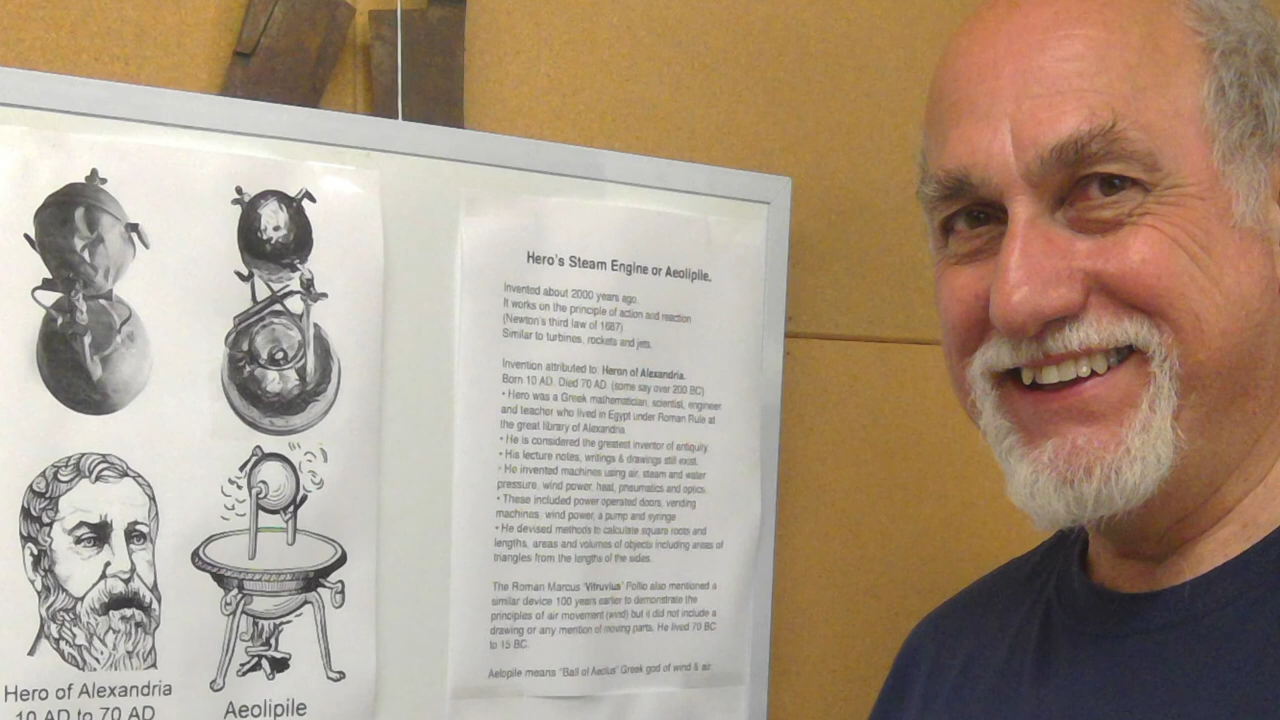 Hero of Alexandria
10 AD to 70 AD
Aeolipile
Hero's Steam Engine or Aeolipile.
Invented about 2000 years ago.
It works on the principle of action and reaction
(Newton's third law of 1687)
Similar to turbines, rockets and jets.
Invention attributed to: Heron of Alexandria.
Born 10 AD. Died 70 AD. (some say over 200 BC)
• Hero was a Greek mathematician, scientist, engineer
and teacher who lived in Egypt under Roman Rule at
the great library of Alexandria.
• He is considered the greatest inventor of antiquity.
• His lecture notes, writings & drawings still exist.
• He invented machines using air, steam and water
pressure, wind power, heat, pneumatics and optics.
• These included power operated doors, vending
machines, wind power, a pump and syringe
• He devised methods to calculate square roots and
lengths, areas and volumes of objects including areas of
triangles from the lengths of the sides.
The Roman Marcus 'Vitruvius' Pollio also mentioned a
similar device 100 years earlier to demonstrate the
principles of air movement (wind) but it did not include a
drawing or any mention of moving parts. He lived 70 BC
to 15 BC.
Aelopile means "Ball of Aeolus" Greek god of wind & air.